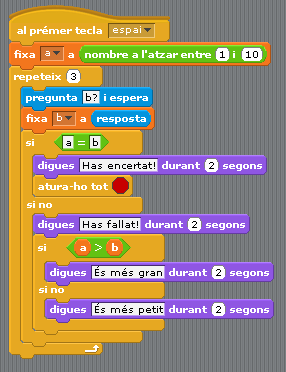 al prémer tecla espai
fixa a a nombre a l'atzar entre 1 i 10
repeteix 3
pregunta b? i espera
fixa b a resposta
si a = b
digues Has encertat! durant 2 segons
atura-ho tot
si no
digues Has fallat! durant 2 segons
si a > b
digues És més gran durant 2 segons
si no
digues És més petit durant 2 segons